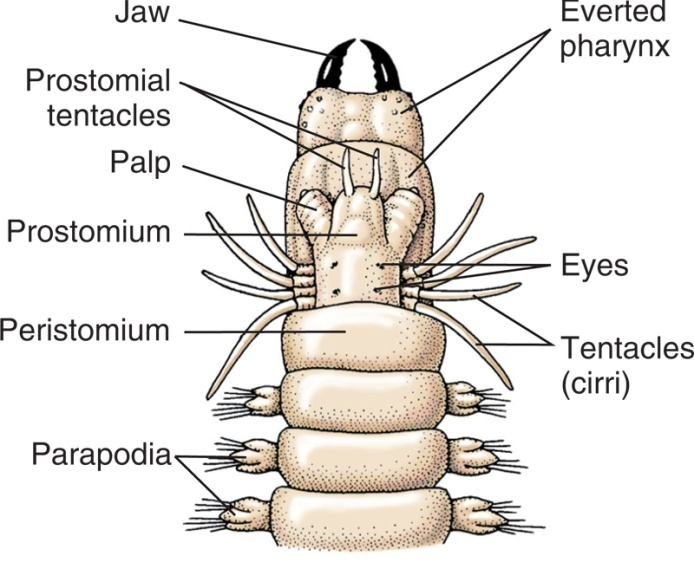 Jaw
Prostomial
tentacles
Palp
Prostomium
Peristomium
Parapodia
Everted
pharynx
Eyes
Tentacles
(cirri)